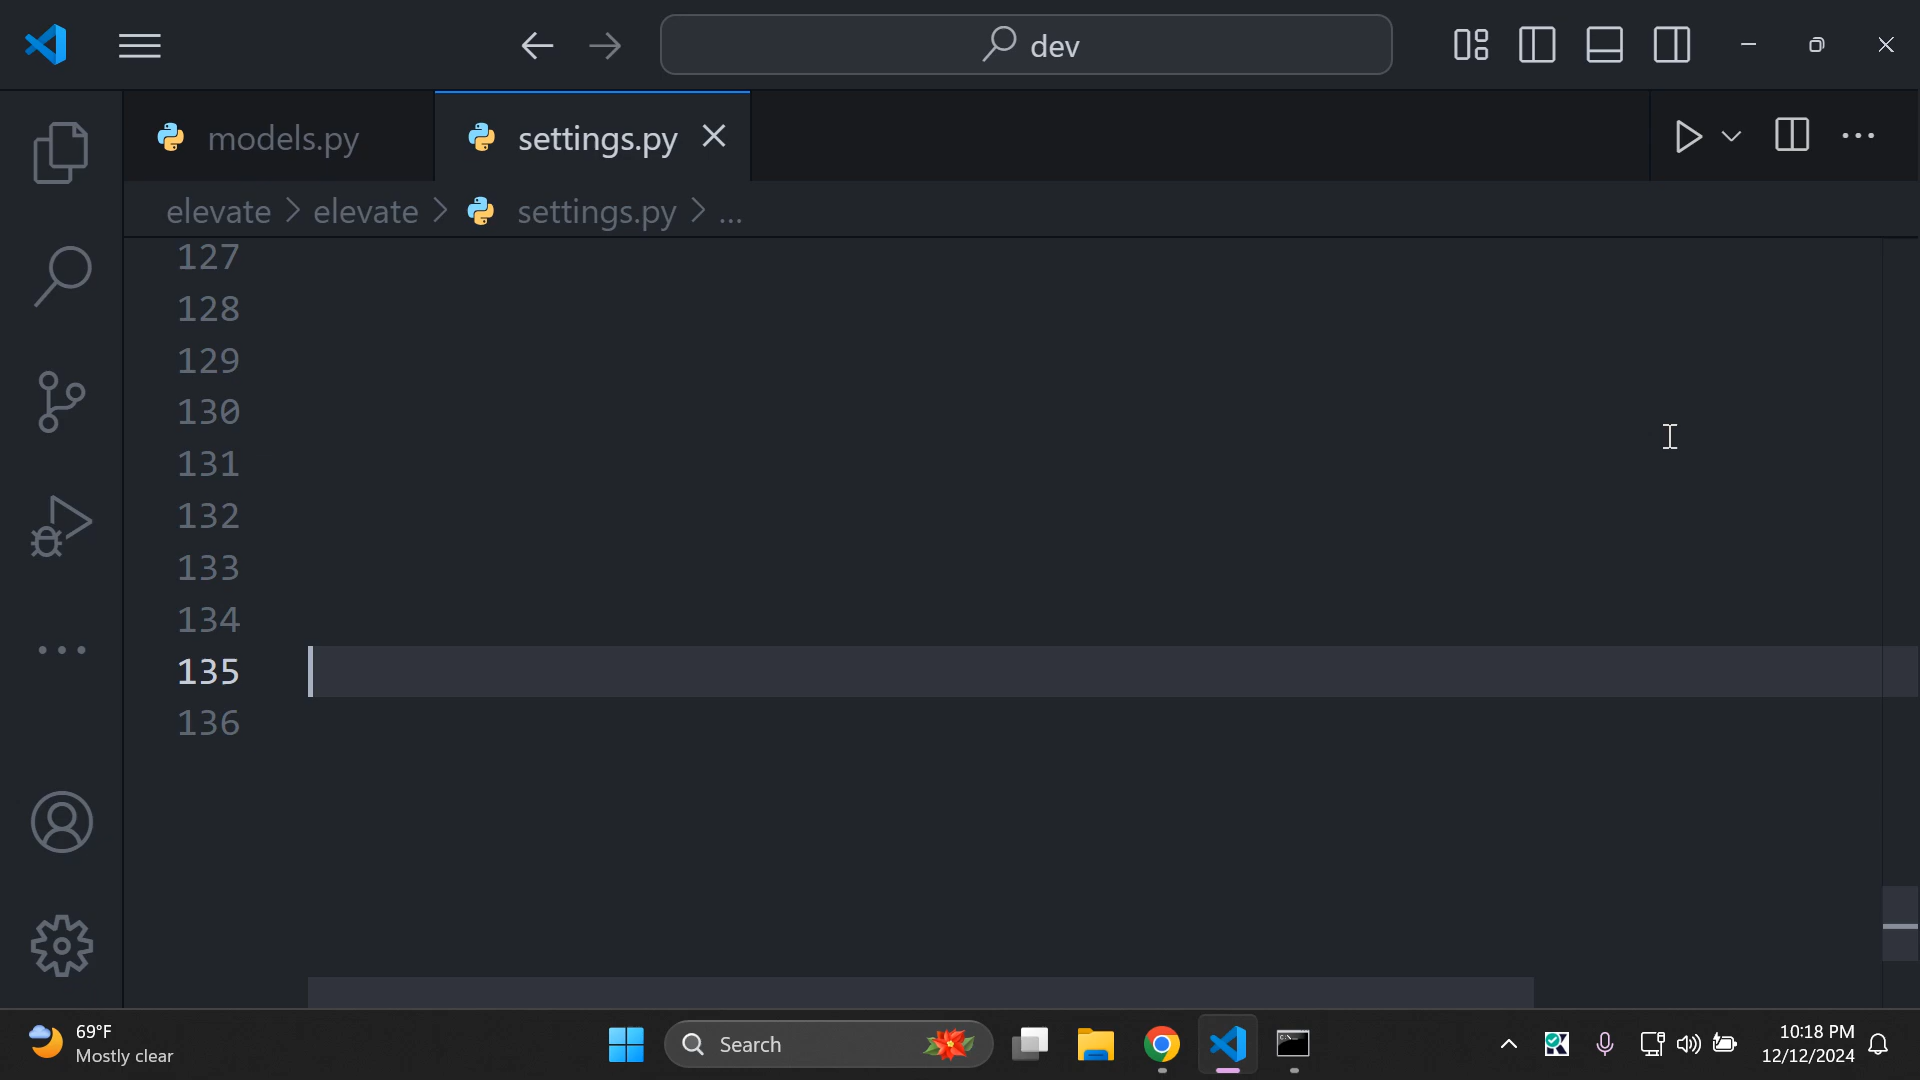 dev
models.py
settings.py
elevate > elevate > settings.py > ...
127
128
129
130
131
132
133
134
135
136
69°F
Mostly clear
Search
10:18 PM
12/12/2024